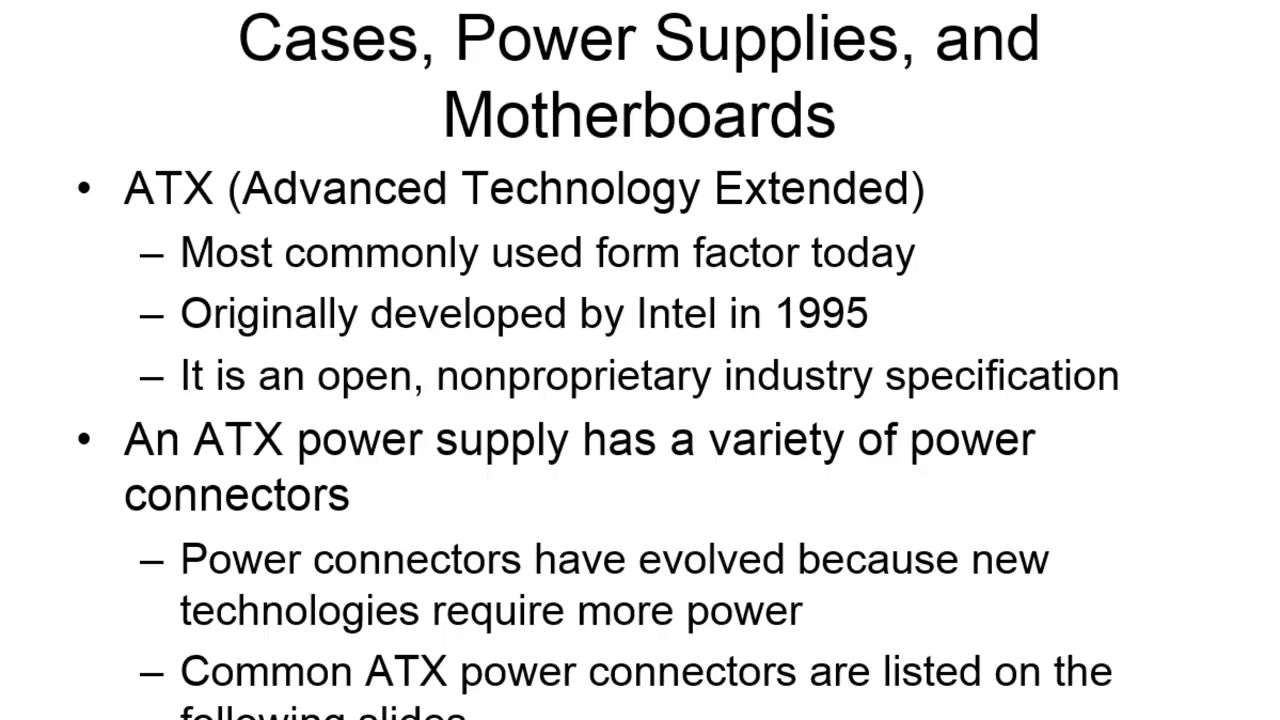 Cases, Power Supplies, and
Motherboards
• ATX (Advanced Technology Extended)
– Most commonly used form factor today
– Originally developed by Intel in 1995
– It is an open, nonproprietary industry specification
• An ATX power supply has a variety of power
connectors
– Power connectors have evolved because new
technologies require more power
– Common ATX power connectors are listed on the
following slides